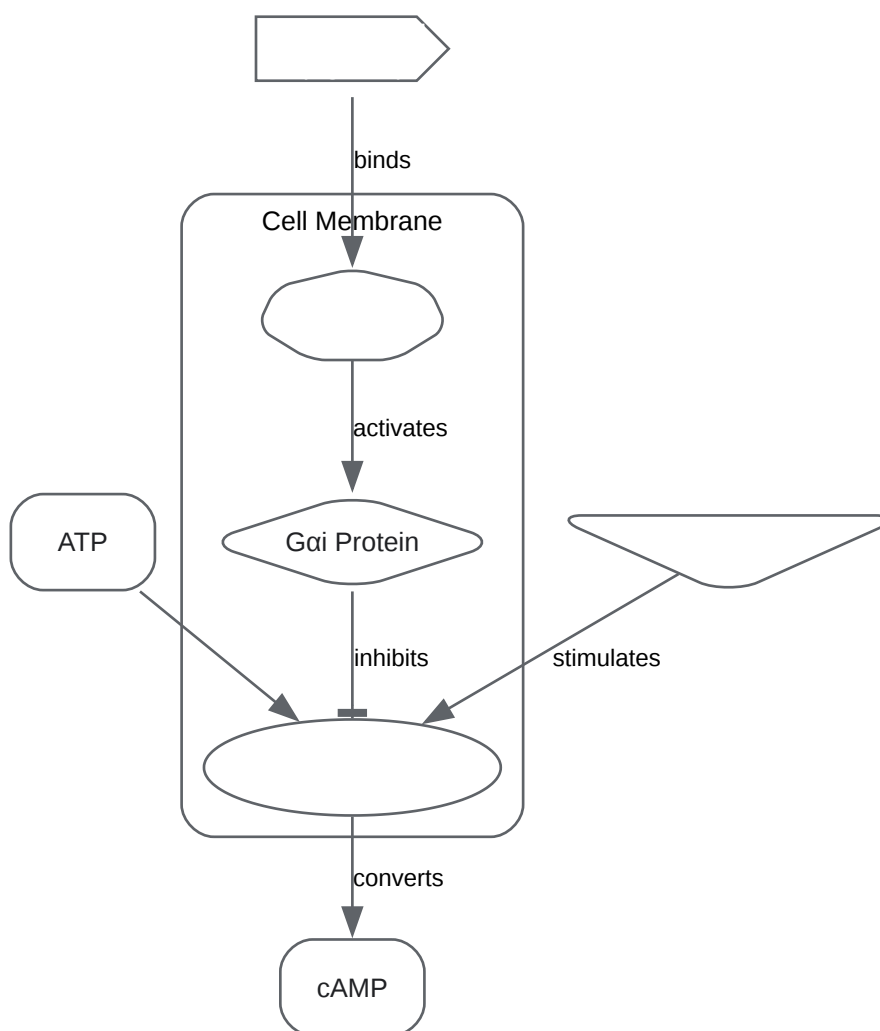 binds
Cell Membrane
activates
ATP
Gαi Protein
inhibits
stimulates
converts
cAMP